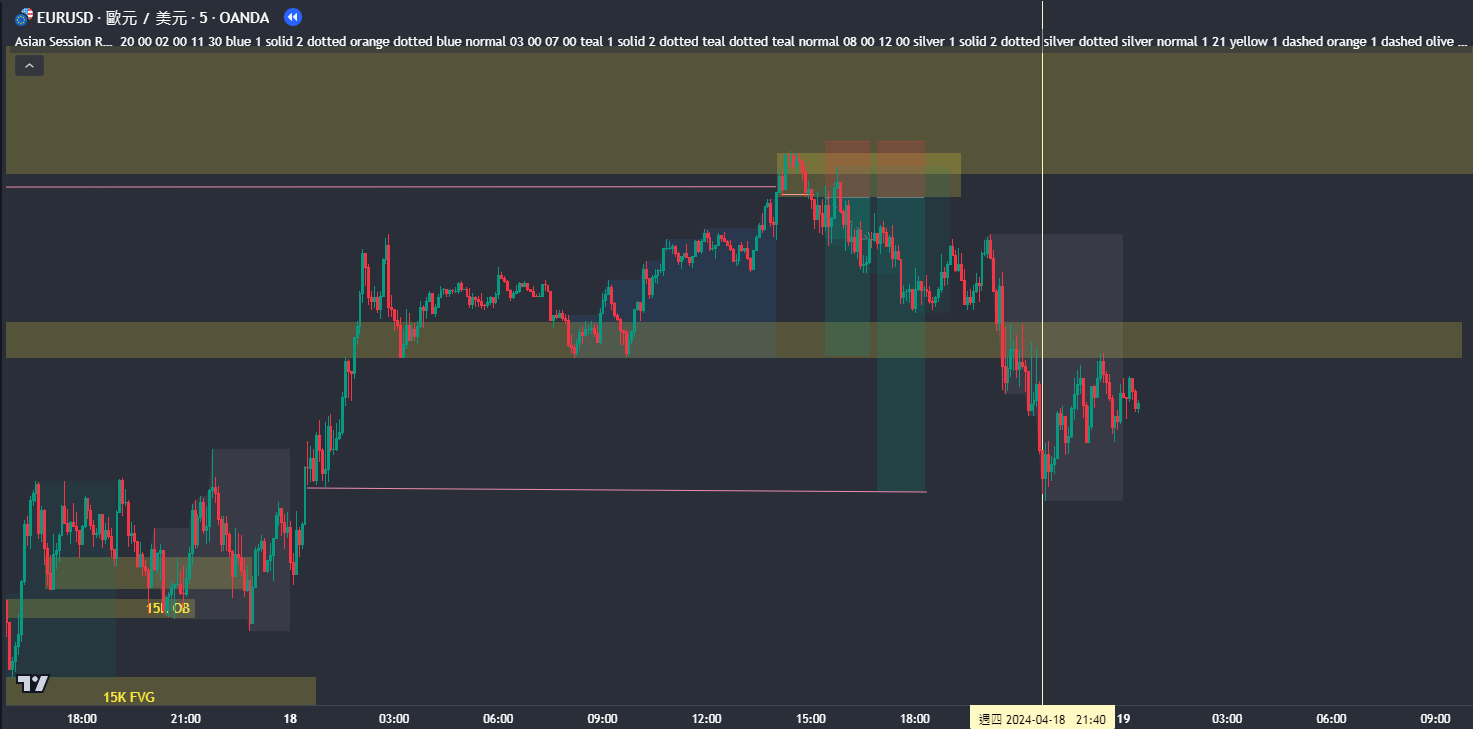 EURUSD · 歐元 / 美元 · 5 · OANDA
Asian Session R... 20 00 02 00 11 30 blue 1 solid 2 dotted orange dotted blue normal 03 00 07 00 teal 1 solid 2 dotted teal dotted teal normal 08 00 12 00 silver 1 solid 2 dotted silver dotted silver normal 1 21 yellow 1 dashed orange 1 dashed olive ...
15K OB
15K FVG
18:00 21:00 18 03:00 06:00 09:00 12:00 15:00 18:00 週四 2024-04-18 21:40 19 03:00 06:00 09:00